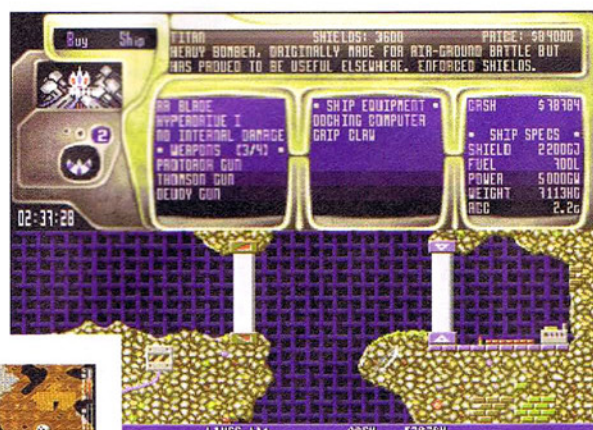 Buy Ship
TITAN SHIELDS: 3600 PRICE: $84000
HEAVY BOMBER, ORIGINALLY MADE FOR AIR-GROUND BATTLE BUT
HAS PROVED TO BE USEFUL ELSEWHERE. ENFORCED SHIELDS.
2
02:37:28
AA BLADE
HYPERDRIVE I
NO INTERNAL DAMAGE
• WEAPONS (3/4) •
PROTODON GUN
THOMSON GUN
DEWDY GUN
• SHIP EQUIPMENT •
DOCKING COMPUTER
GRIP CLAW
CASH $78784
• SHIP SPECS •
SHIELD 2200GJ
FUEL 700L
POWER 5000GW
WEIGHT 7113HG
ACC 2.2G